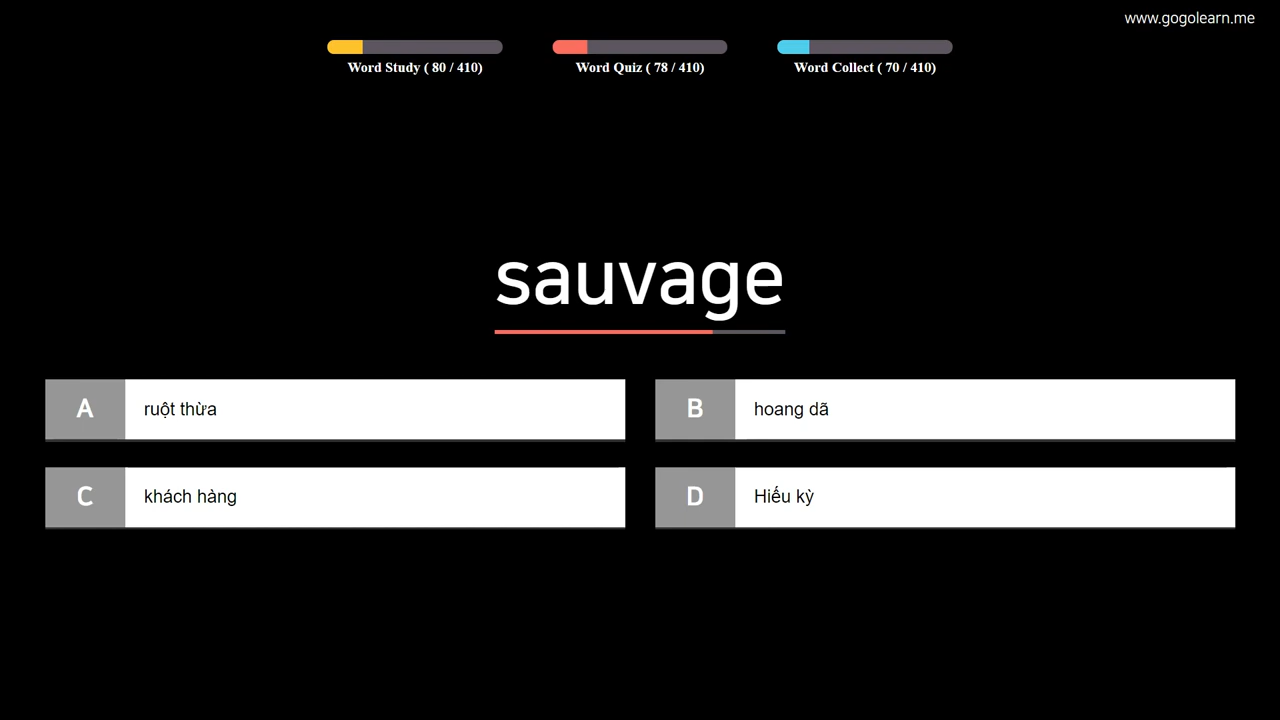 www.gogolearn.me
Word Study ( 80 / 410)
Word Quiz ( 78 / 410)
Word Collect ( 70 / 410)
sauvage
A ruột thừa
B hoang dã
C khách hàng
D Hiếu kỳ